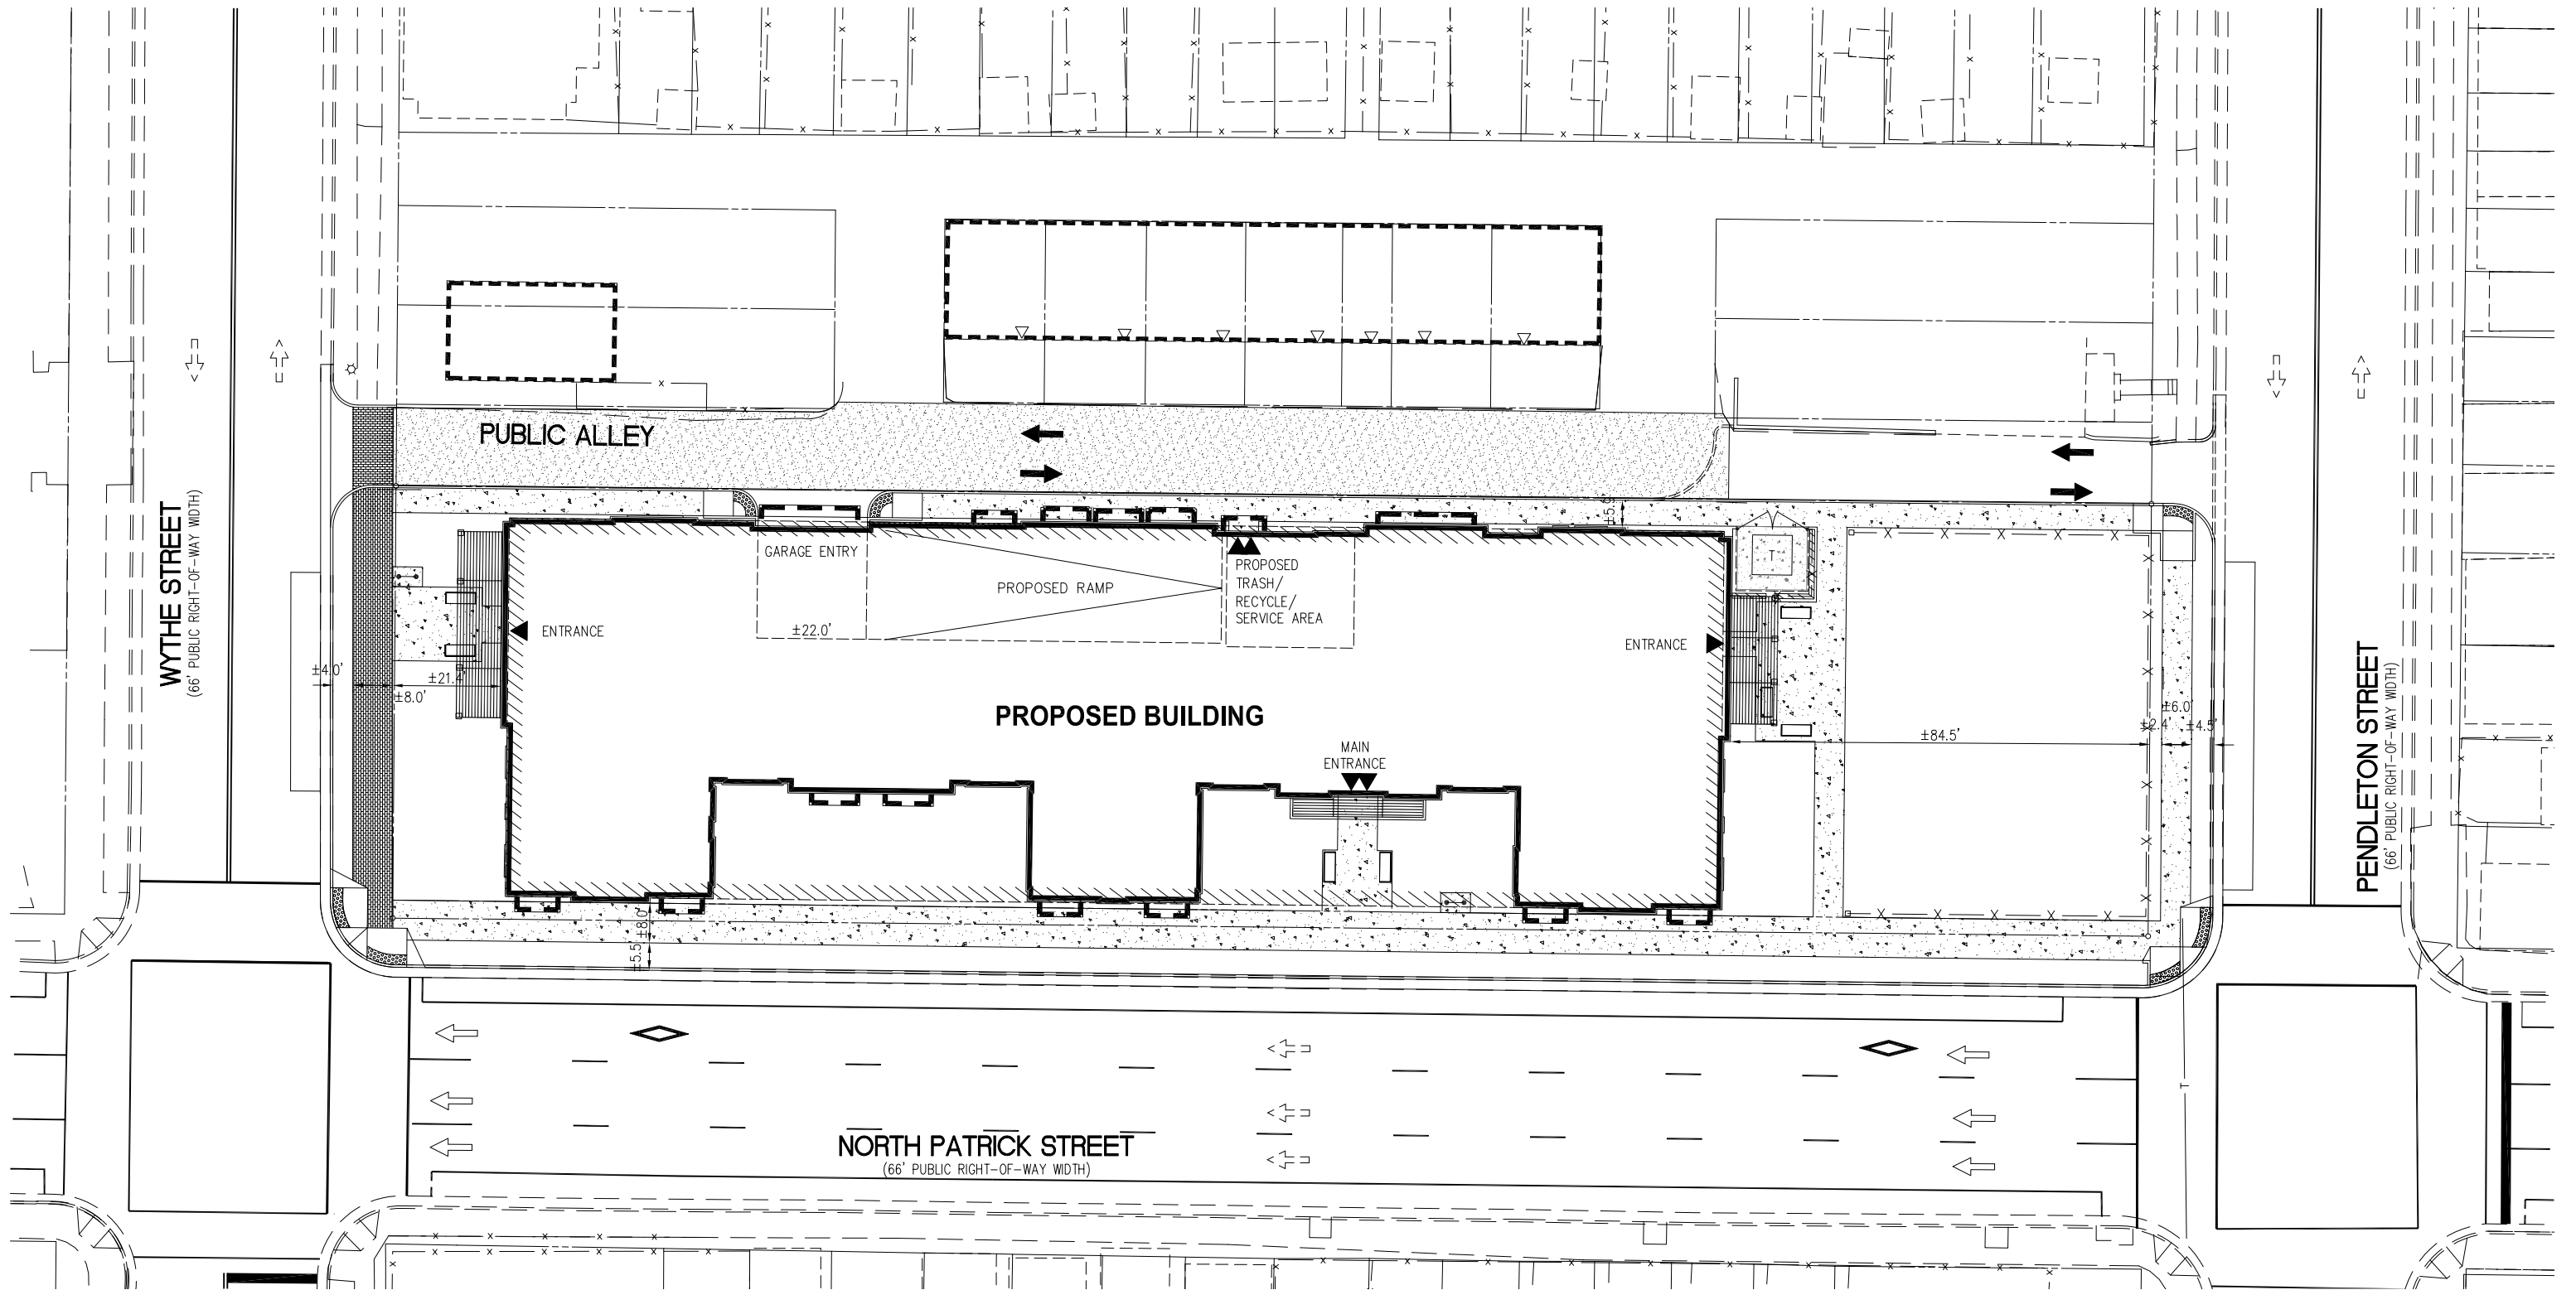 PUBLIC ALLEY
WYTHE STREET
(66' PUBLIC RIGHT-OF-WAY WIDTH)
GARAGE ENTRY
PROPOSED RAMP
±22.0'
PROPOSED
TRASH/
RECYCLE/
SERVICE AREA
±5.6'
T
ENTRANCE
ENTRANCE
±4.0'
±8.0'
±21.4'
PROPOSED BUILDING
MAIN
ENTRANCE
±84.5'
±2.4'
±6.0'
±4.5'
PENDLETON STREET
(66' PUBLIC RIGHT-OF-WAY WIDTH)
±8.0'
±5.5'
NORTH PATRICK STREET
(66' PUBLIC RIGHT-OF-WAY WIDTH)
T